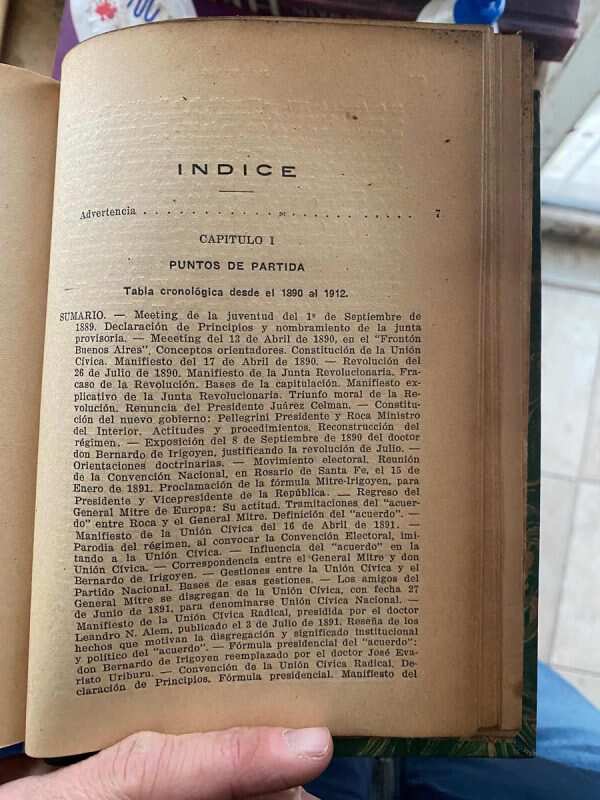 INDICE
Advertencia . . . . . . . . . . . . . . . . . . . . . . . 7
CAPITULO I
PUNTOS DE PARTIDA
Tabla cronológica desde el 1890 al 1912.
SUMARIO. — Meeting de la juventud del 1º de Septiembre de
1889. Declaración de Principios y nombramiento de la junta
provisoria. — Meeeting del 13 de Abril de 1890, en el "Frontón
Buenos Aires". Conceptos orientadores. Constitución de la Unión
Cívica. Manifiesto del 17 de Abril de 1890. — Revolución del
26 de Julio de 1890. Manifiesto de la Junta Revolucionaria. Fra-
caso de la Revolución. Bases de la capitulación. Manifiesto ex-
plicativo de la Junta Revolucionaria. Triunfo moral de la Re-
volución. Renuncia del Presidente Juárez Celman. — Constitu-
ción del nuevo gobierno: Pellegrini Presidente y Roca Ministro
del Interior. Actitudes y procedimientos. Reconstrucción del
régimen. — Exposición del 8 de Septiembre de 1890 del doctor
don Bernardo de Irigoyen, justificando la revolución de Julio. —
Orientaciones doctrinarias. — Movimiento electoral. Reunión
de la Convención Nacional, en Rosario de Santa Fe, el 15 de
Enero de 1891. Proclamación de la fórmula Mitre-Irigoyen, para
Presidente y Vicepresidente de la República. — Regreso del
General Mitre de Europa: Su actitud. Tramitaciones del "acuer-
do" entre Roca y el General Mitre. Definición del "acuerdo". —
Manifiesto de la Unión Cívica del 16 de Abril de 1891. —
Parodia del régimen, al convocar la Convención Electoral, imi-
tando a la Unión Cívica. — Influencia del "acuerdo" en la
Unión Cívica. — Correspondencia entre el General Mitre y don
Bernardo de Irigoyen. — Gestiones entre la Unión Cívica y el
Partido Nacional. Bases de esas gestiones. — Los amigos del
General Mitre se disgregan de la Unión Cívica, con fecha 27
de Junio de 1891, para denominarse Unión Cívica Nacional. —
Manifiesto de la Unión Cívica Radical, presidida por el doctor
Leandro N. Alem, publicado el 3 de Julio de 1891. Reseña de los
hechos que motivan la disgregación y significado institucional
y político del "acuerdo". — Fórmula presidencial del "acuerdo":
don Bernardo de Irigoyen reemplazado por el doctor José Eva-
risto Uriburu. — Convención de la Unión Cívica Radical. De-
claración de Principios. Fórmula presidencial. Manifiesto del